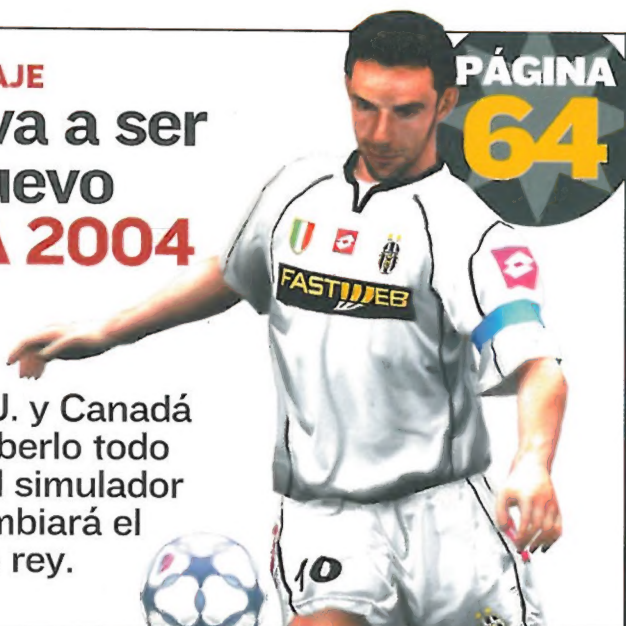 AJE
va a ser
uevo
A 2004
J. y Canadá
berlo todo
l simulador
mbiará el
rey.
PÁGINA
64
FASTWEB
10